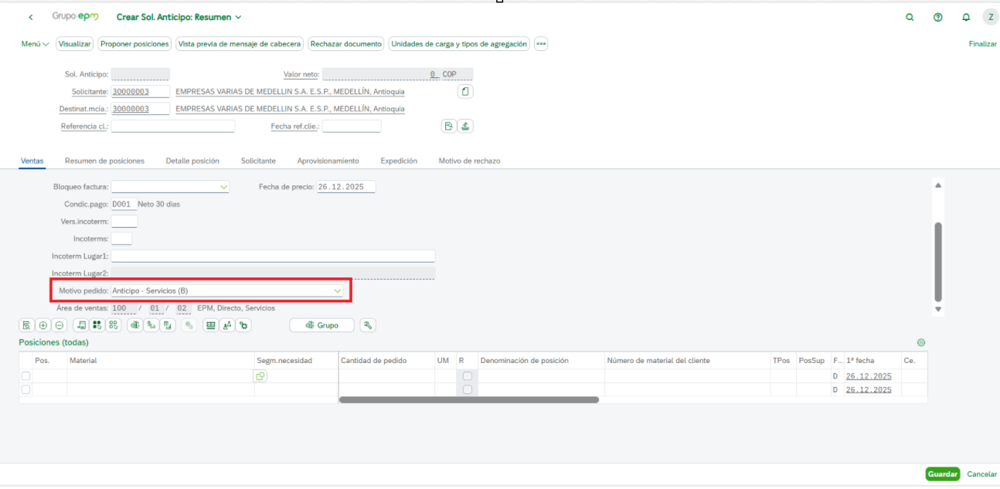 Grupo·epm Crear Sol. Anticipo: Resumen Z
Menú Visualizar Proponer posiciones Vista previa de mensaje de cabecera Rechazar documento Unidades de carga y tipos de agregación Finalizar
Sol. Anticipo: Valor neto: 0 COP
Solicitante: 30000003 EMPRESAS VARIAS DE MEDELLIN S.A. E.S.P., MEDELLÍN, Antioquia
Destinat.mcía.: 30000003 EMPRESAS VARIAS DE MEDELLIN S.A. E.S.P., MEDELLÍN, Antioquia
Referencia cl.: Fecha ref.clie.:
Ventas Resumen de posiciones Detalle posición Solicitante Aprovisionamiento Expedición Motivo de rechazo
Bloqueo factura: Fecha de precio: 26.12.2025
Condic.pago: D001 Neto 30 dias
Vers.incoterm:
Incoterms:
Incoterm Lugar1:
Incoterm Lugar2:
Motivo pedido: Anticipo - Servicios (B)
Área de ventas: 100 / 01 / 02 EPM, Directo, Servicios
Grupo
Posiciones (todas)
Pos. Material Segm.necesidad Cantidad de pedido UM R Denominación de posición Número de material del cliente TPos PosSup F... 1ª fecha Ce.
D 26.12.2025
D 26.12.2025
Guardar Cancelar